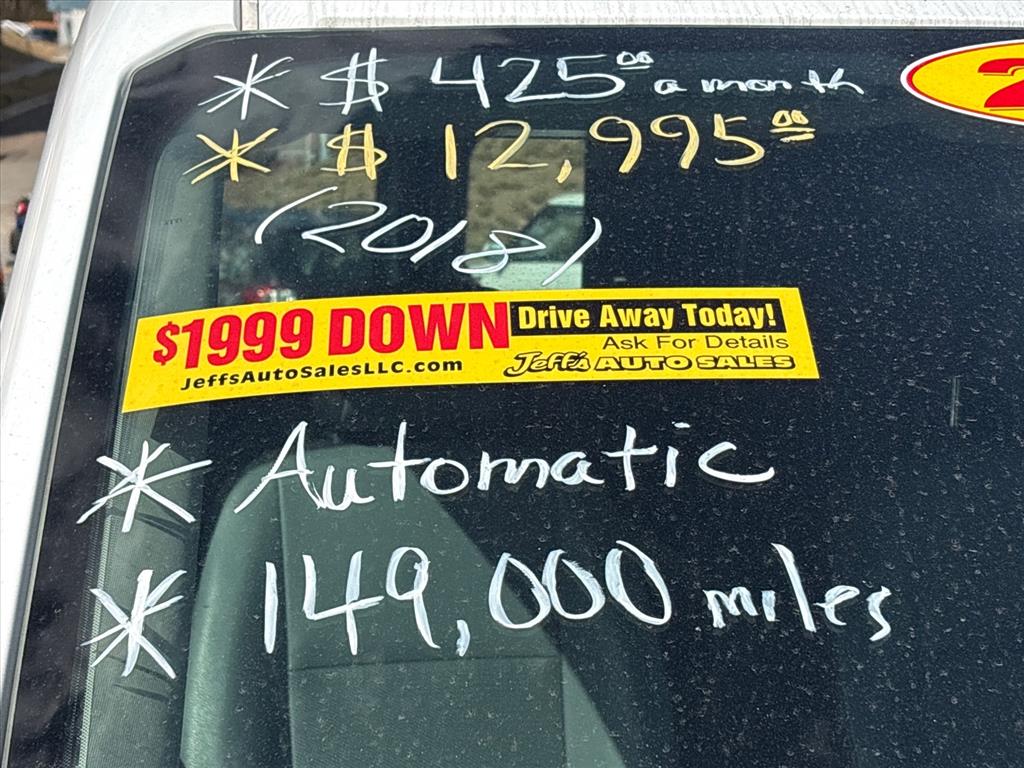 * $ 425.00 a month
* $ 12,995.00
(2018)
$1999 DOWN Drive Away Today!
Ask For Details
JeffsAutoSalesLLC.com Jeff's AUTO SALES
* Automatic
* 149,000 miles
2